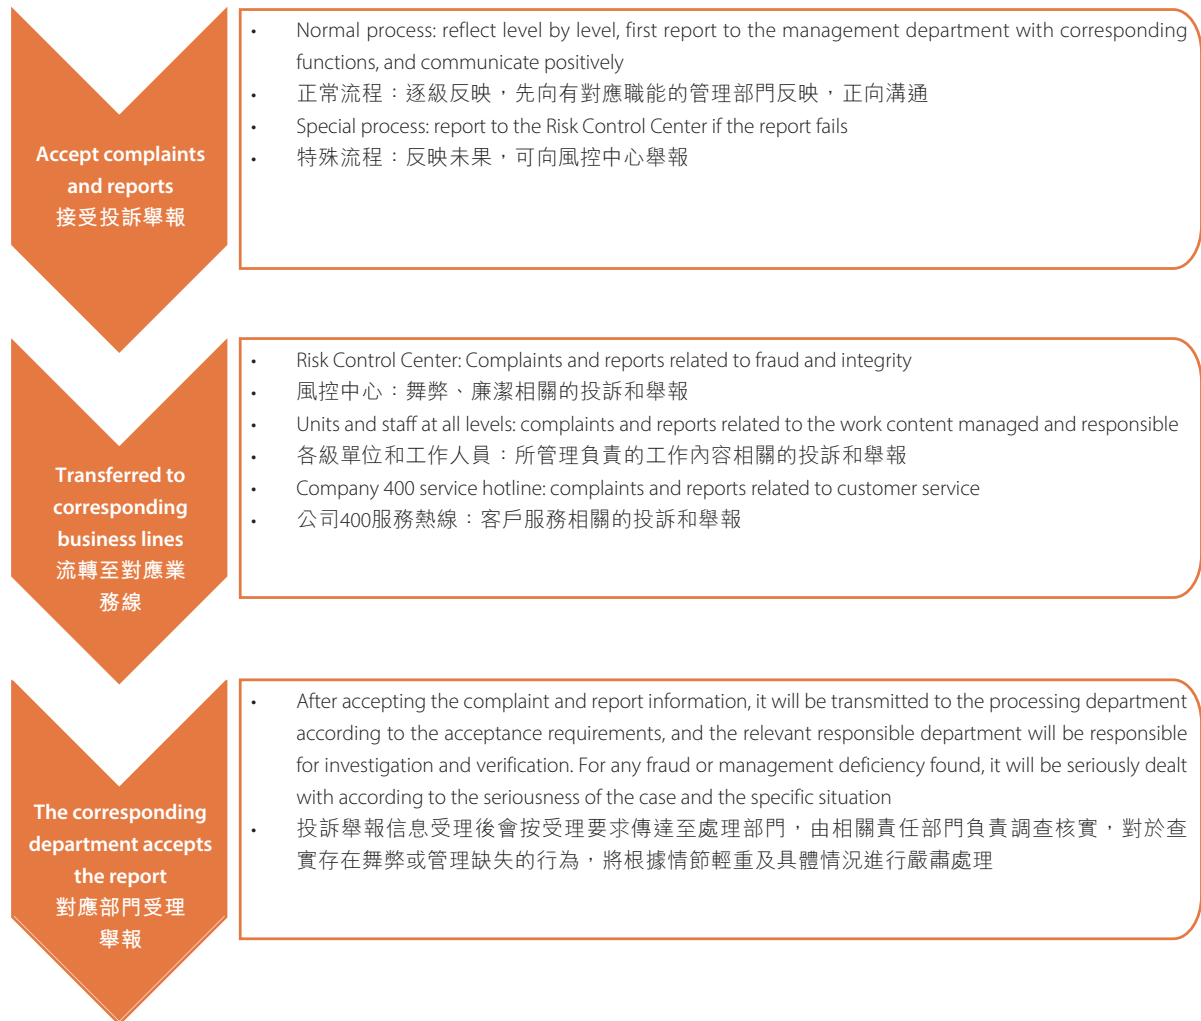 Accept complaints
and reports
接受投訴舉報
• Normal process: reflect level by level, first report to the management department with corresponding
functions, and communicate positively
• 正常流程：逐級反映，先向有對應職能的管理部門反映，正向溝通
• Special process: report to the Risk Control Center if the report fails
• 特殊流程：反映未果，可向風控中心舉報
Transferred to
corresponding
business lines
流轉至對應業
務線
• Risk Control Center: Complaints and reports related to fraud and integrity
• 風控中心：舞弊、廉潔相關的投訴和舉報
• Units and staff at all levels: complaints and reports related to the work content managed and responsible
• 各級單位和工作人員：所管理負責的工作內容相關的投訴和舉報
• Company 400 service hotline: complaints and reports related to customer service
• 公司400服務熱線：客戶服務相關的投訴和舉報
The corresponding
department accepts
the report
對應部門受理
舉報
• After accepting the complaint and report information, it will be transmitted to the processing department
according to the acceptance requirements, and the relevant responsible department will be responsible
for investigation and verification. For any fraud or management deficiency found, it will be seriously dealt
with according to the seriousness of the case and the specific situation
• 投訴舉報信息受理後會按受理要求傳達至處理部門，由相關責任部門負責調查核實，對於查
實存在舞弊或管理缺失的行為，將根據情節輕重及具體情況進行嚴肅處理